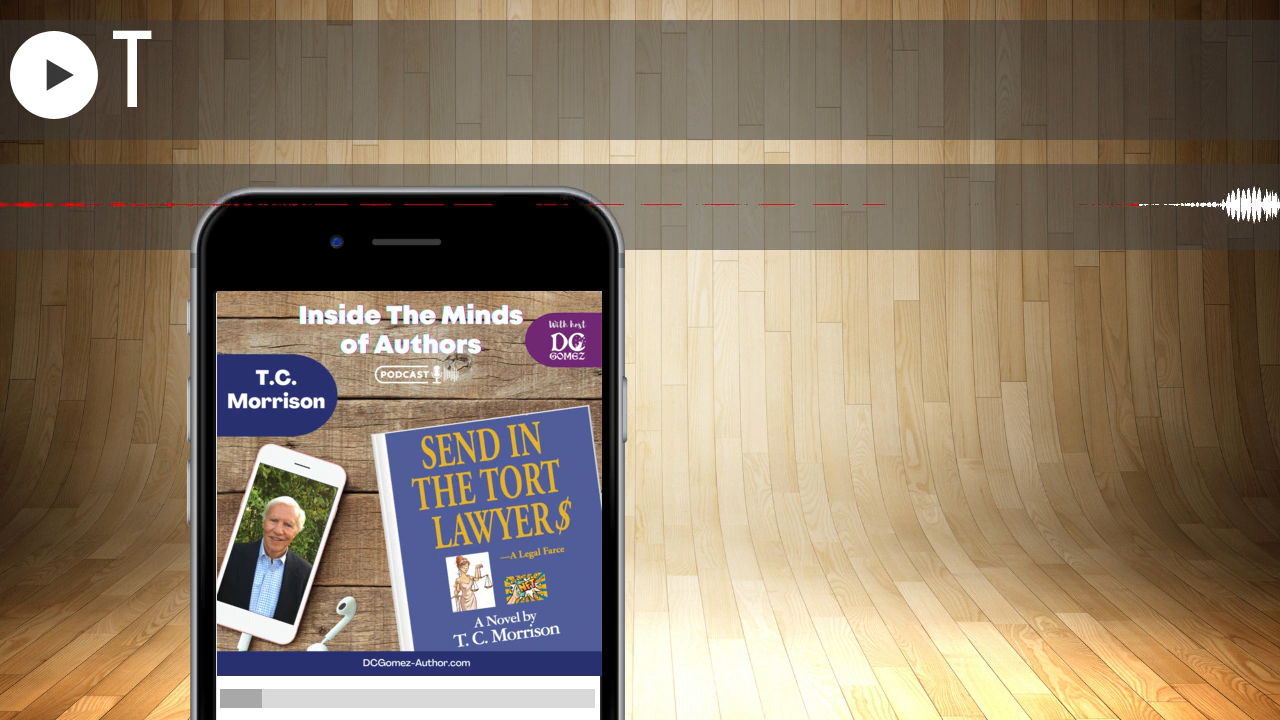 T
Inside The Minds
of Authors
With host
DC
GOMEZ
PODCAST
T.C.
Morrison
SEND IN
THE TORT
LAWYER$
—A Legal Farce
A Novel by
T. C. Morrison
DCGomez-Author.com